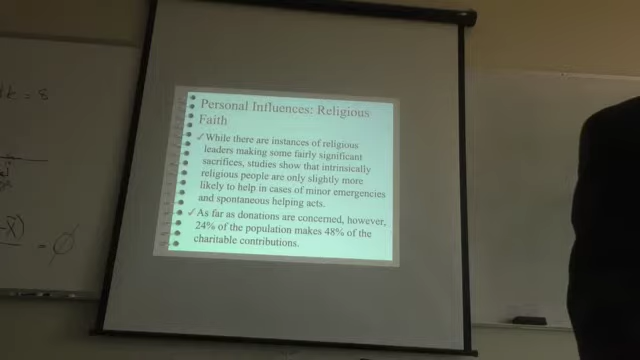 Personal Influences: Religious
Faith
✓While there are instances of religious
leaders making some fairly significant
sacrifices, studies show that intrinsically
religious people are only slightly more
likely to help in cases of minor emergencies
and spontaneous helping acts.
✓As far as donations are concerned, however,
24% of the population makes 48% of the
charitable contributions.
= ε
= ∅